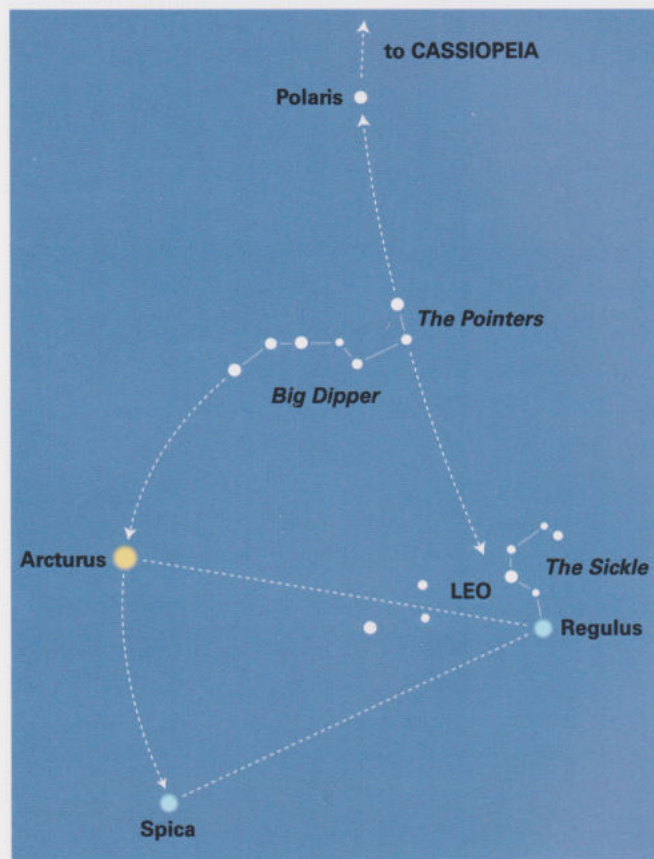 to CASSIOPEIA
Polaris
The Pointers
Big Dipper
Arcturus
The Sickle
LEO
Regulus
Spica